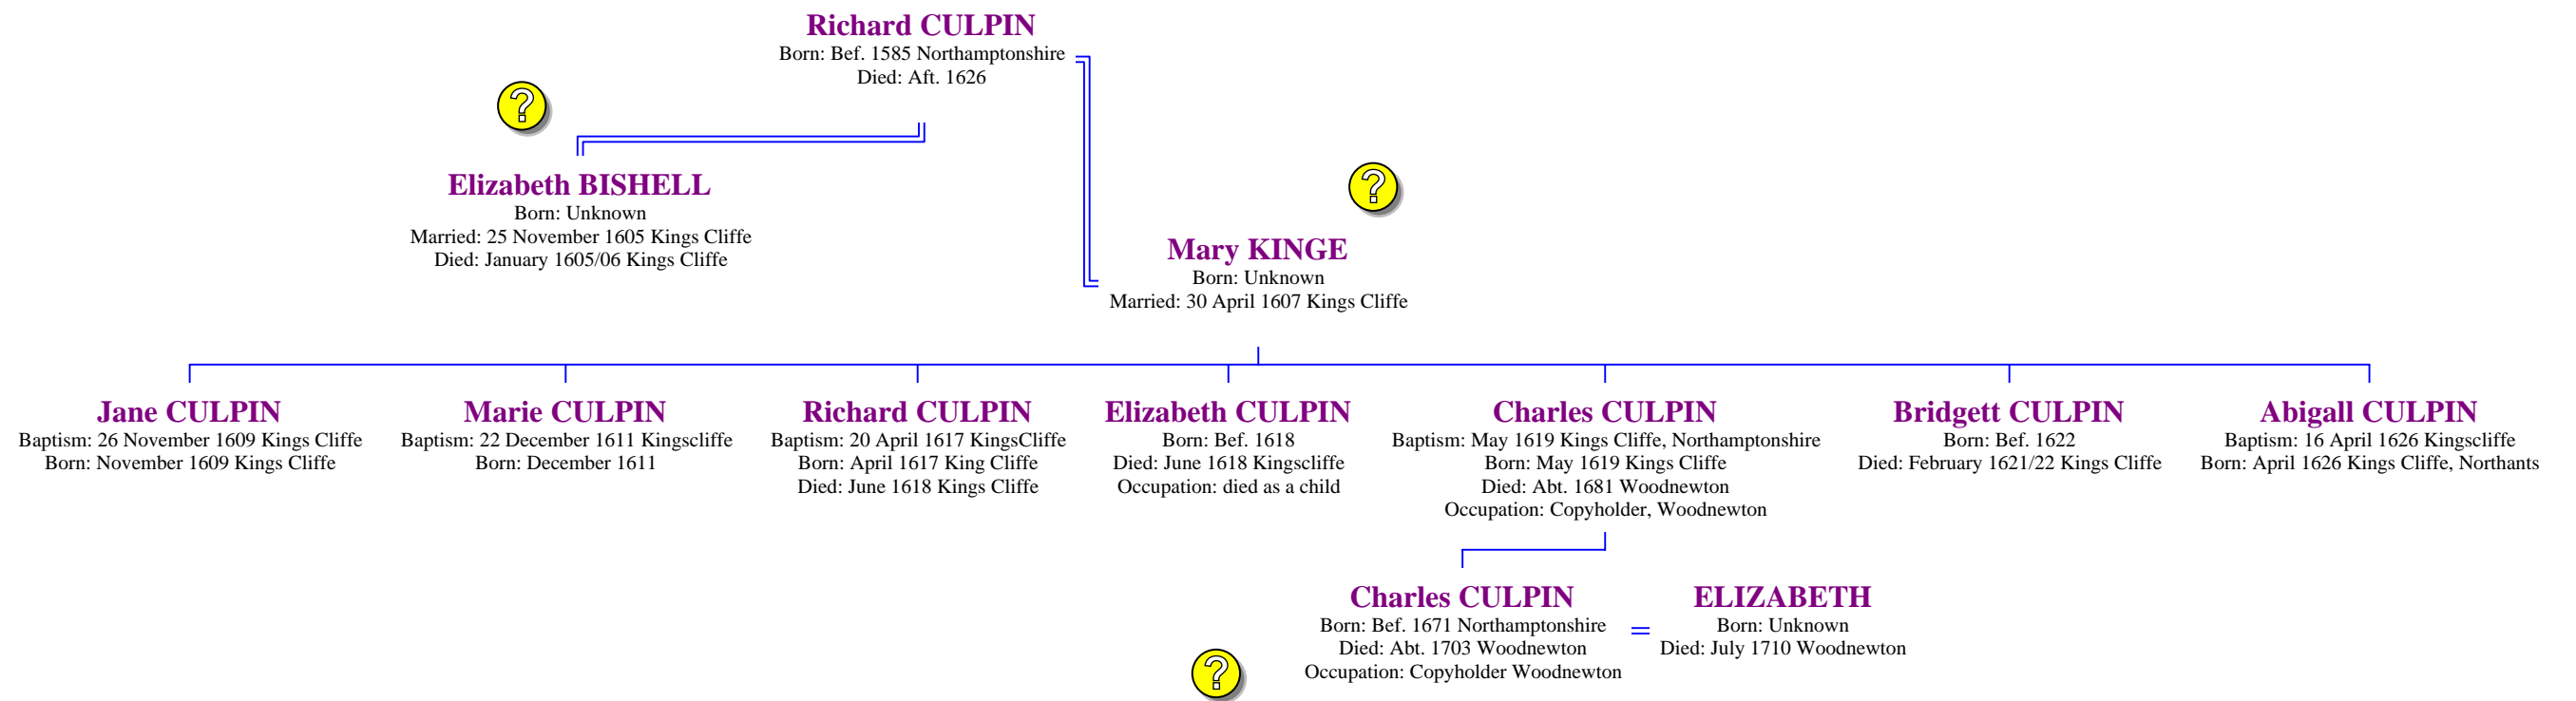 Richard CULPIN
Born: Bef. 1585 Northamptonshire
Died: Aft. 1626
?
Elizabeth BISHELL
Born: Unknown
Married: 25 November 1605 Kings Cliffe
Died: January 1605/06 Kings Cliffe
?
Mary KINGE
Born: Unknown
Married: 30 April 1607 Kings Cliffe
Jane CULPIN
Baptism: 26 November 1609 Kings Cliffe
Born: November 1609 Kings Cliffe
Marie CULPIN
Baptism: 22 December 1611 Kingscliffe
Born: December 1611
Richard CULPIN
Baptism: 20 April 1617 KingsCliffe
Born: April 1617 King Cliffe
Died: June 1618 Kings Cliffe
Elizabeth CULPIN
Born: Bef. 1618
Died: June 1618 Kingscliffe
Occupation: died as a child
Charles CULPIN
Baptism: May 1619 Kings Cliffe, Northamptonshire
Born: May 1619 Kings Cliffe
Died: Abt. 1681 Woodnewton
Occupation: Copyholder, Woodnewton
Bridgett CULPIN
Born: Bef. 1622
Died: February 1621/22 Kings Cliffe
Abigall CULPIN
Baptism: 16 April 1626 Kingscliffe
Born: April 1626 Kings Cliffe, Northants
Charles CULPIN
Born: Bef. 1671 Northamptonshire
Died: Abt. 1703 Woodnewton
Occupation: Copyholder Woodnewton
ELIZABETH
Born: Unknown
Died: July 1710 Woodnewton
?